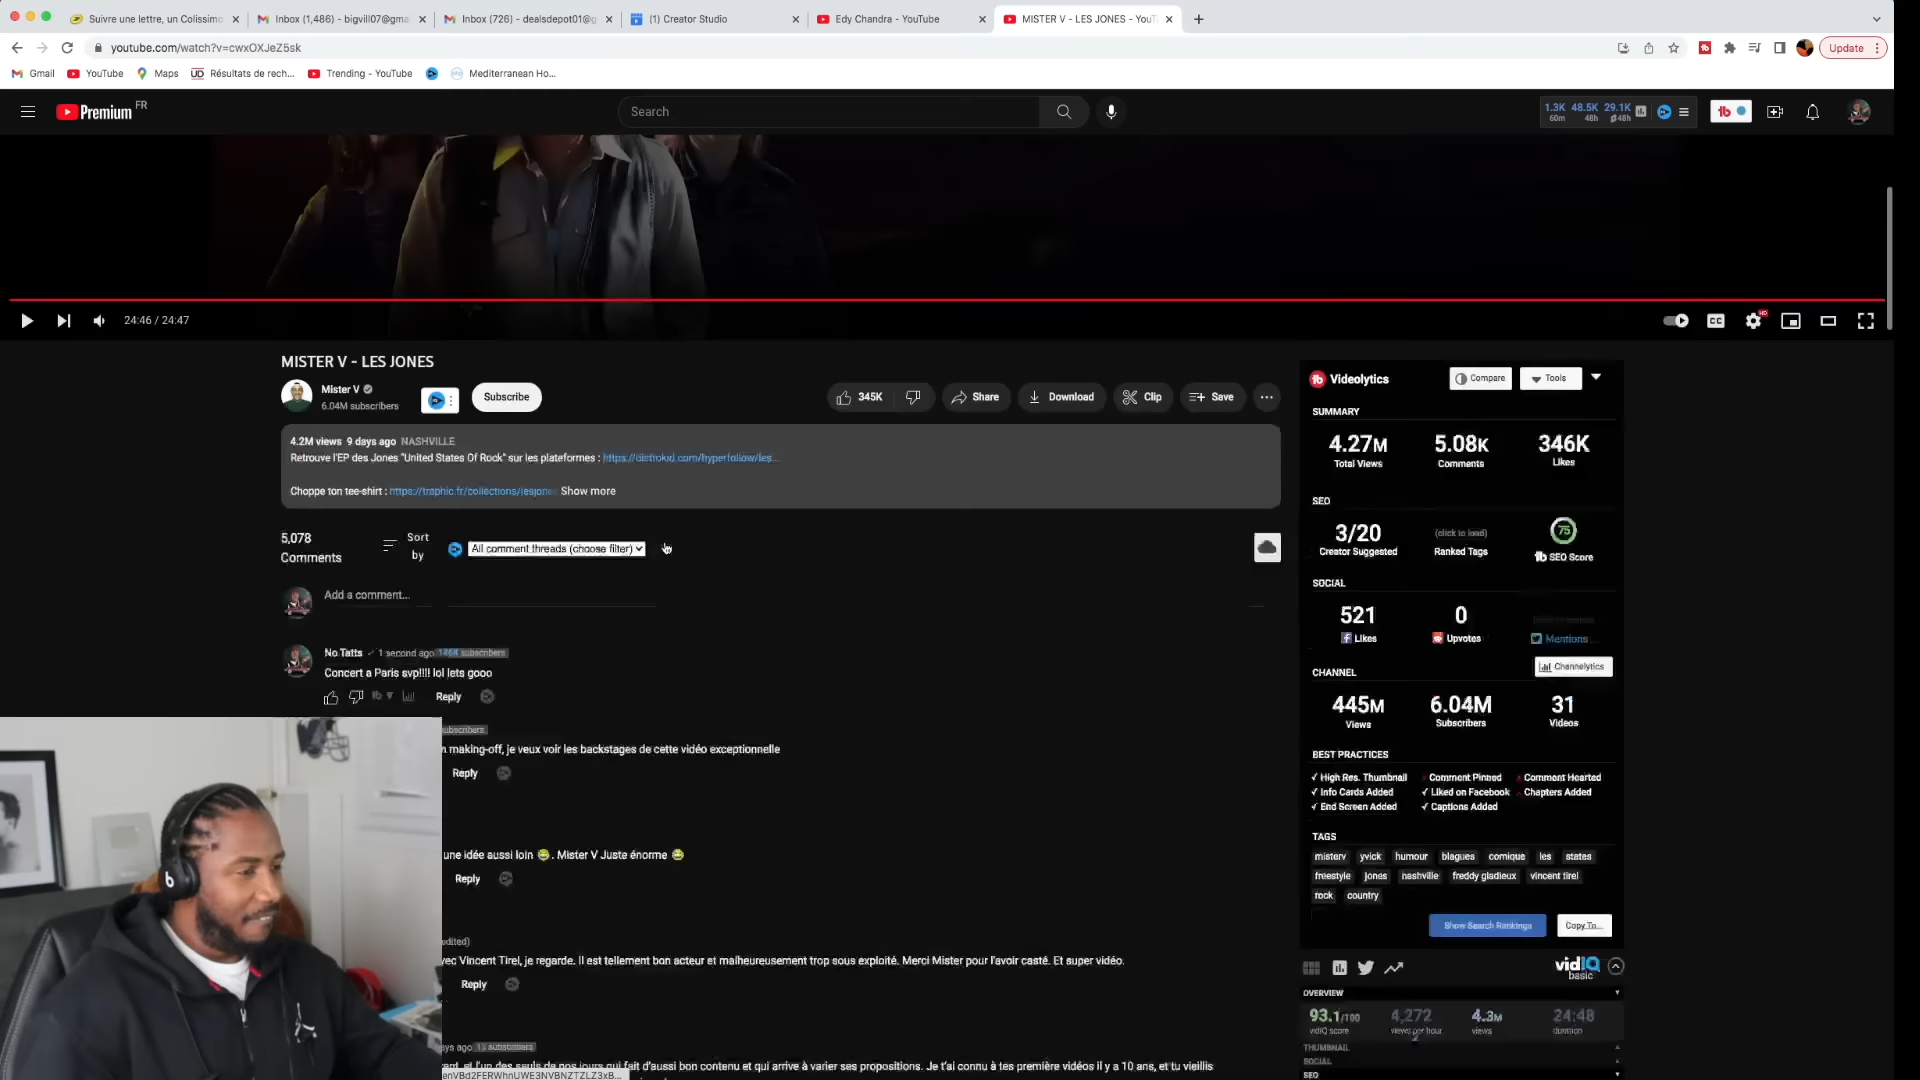 Suivre une lettre, un Colissimo
Inbox (1,486) - bigvill07@gma
Inbox (726) - dealsdepot01@g
(1) Creator Studio
Edy Chandra - YouTube
MISTER V - LES JONES - YouT
youtube.com/watch?v=cwxOXJeZ5sk
Update
Gmail
YouTube
Maps
Résultats de rech...
Trending - YouTube
Mediterranean Ho...
Premium FR
Search
1.3K 48.5K 29.1K
60m 48h 48h
24:46 / 24:47
MISTER V - LES JONES
Mister V
6.04M subscribers
Subscribe
345K
Share
Download
Clip
Save
4.2M views 9 days ago NASHVILLE
Retrouve l'EP des Jones "United States Of Rock" sur les plateformes : https://distrokid.com/hyperfollow/les...
Choppe ton tee-shirt : https://traphic.fr/collections/lesjones Show more
5,078
Comments
Sort
by
All comment threads (choose filter)
Add a comment...
No Tatts 1 second ago 146K subscribers
Concert a Paris svp!!!! lol lets gooo
Reply
subscribers
making-off, je veux voir les backstages de cette vidéo exceptionnelle
Reply
une idée aussi loin 😂. Mister V Juste énorme 😂
Reply
Vincent Tirel, je regarde. Il est tellement bon acteur et malheureusement trop sous exploité. Merci Mister pour l'avoir casté. Et super vidéo.
Reply
ago 13 subscribers
l'un des seuls de nos jours qui fait d'aussi bon contenu et qui arrive à varier ses propositions. Je t'ai connu à tes première vidéos il y a 10 ans, et tu vieillis
Videolytics
Compare
Tools
SUMMARY
4.27M 5.08K 346K
Total Views Comments Likes
SEO
3/20 (click to load) 75
Creator Suggested Ranked Tags SEO Score
SOCIAL
521 0
Likes Upvotes Mentions
CHANNEL
Channelytics
445M 6.04M 31
Views Subscribers Videos
BEST PRACTICES
High Res. Thumbnail Comment Pinned Comment Hearted
Info Cards Added Liked on Facebook Chapters Added
End Screen Added Captions Added
TAGS
misterv yvick humour blagues comique les states
freestyle jones nashville freddy gladieux vincent tirel
rock country
Show Search Rankings
Copy To...
vidIQ
basic
OVERVIEW
93.1/100 4,272 4.3M 24:48
vidIQ score views per hour views duration
THUMBNAIL
SOCIAL
SEO